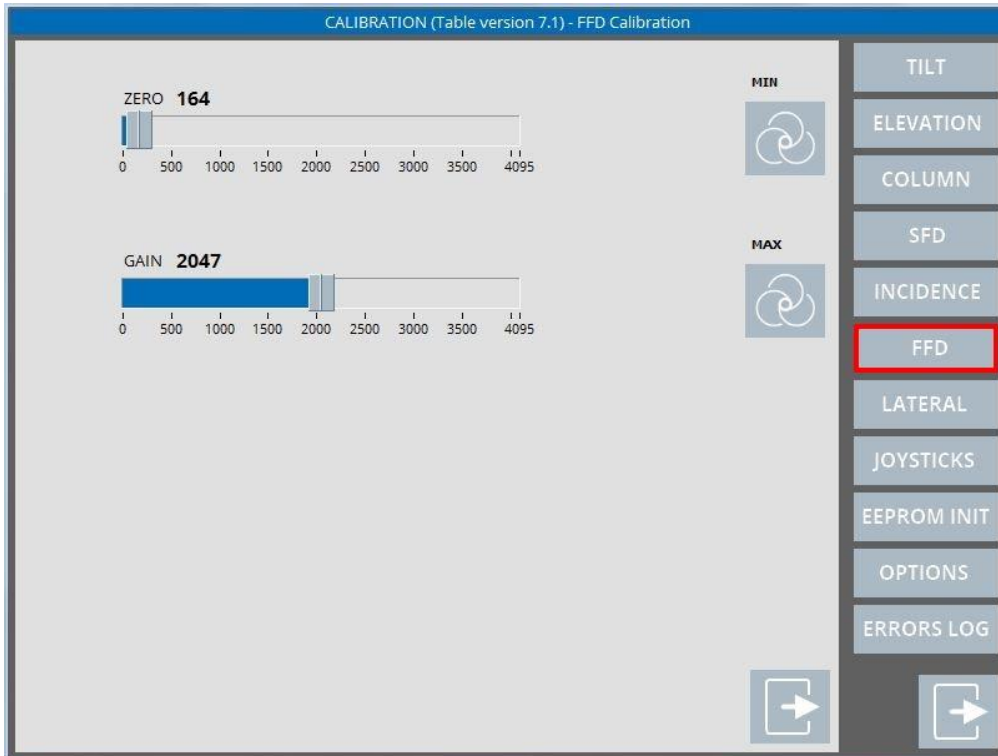 CALIBRATION (Table version 7.1) - FFD Calibration
ZERO 164
0 500 1000 1500 2000 2500 3000 3500 4095
MIN
GAIN 2047
0 500 1000 1500 2000 2500 3000 3500 4095
MAX
TILT
ELEVATION
COLUMN
SFD
INCIDENCE
FFD
LATERAL
JOYSTICKS
EEPROM INIT
OPTIONS
ERRORS LOG